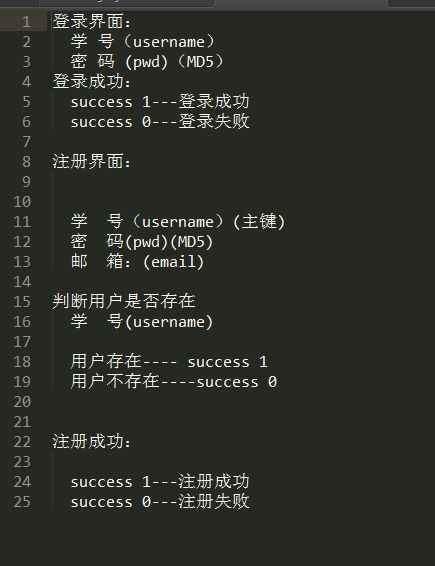 1 登录界面：
2 学 号（username）
3 密 码 (pwd)（MD5）
4 登录成功：
5 success 1---登录成功
6 success 0---登录失败
7
8 注册界面：
9
10
11 学 号（username）(主键)
12 密 码(pwd)(MD5)
13 邮 箱：(email)
14
15 判断用户是否存在
16 学 号(username)
17
18 用户存在---- success 1
19 用户不存在----success 0
20
21
22 注册成功：
23
24 success 1---注册成功
25 success 0---注册失败